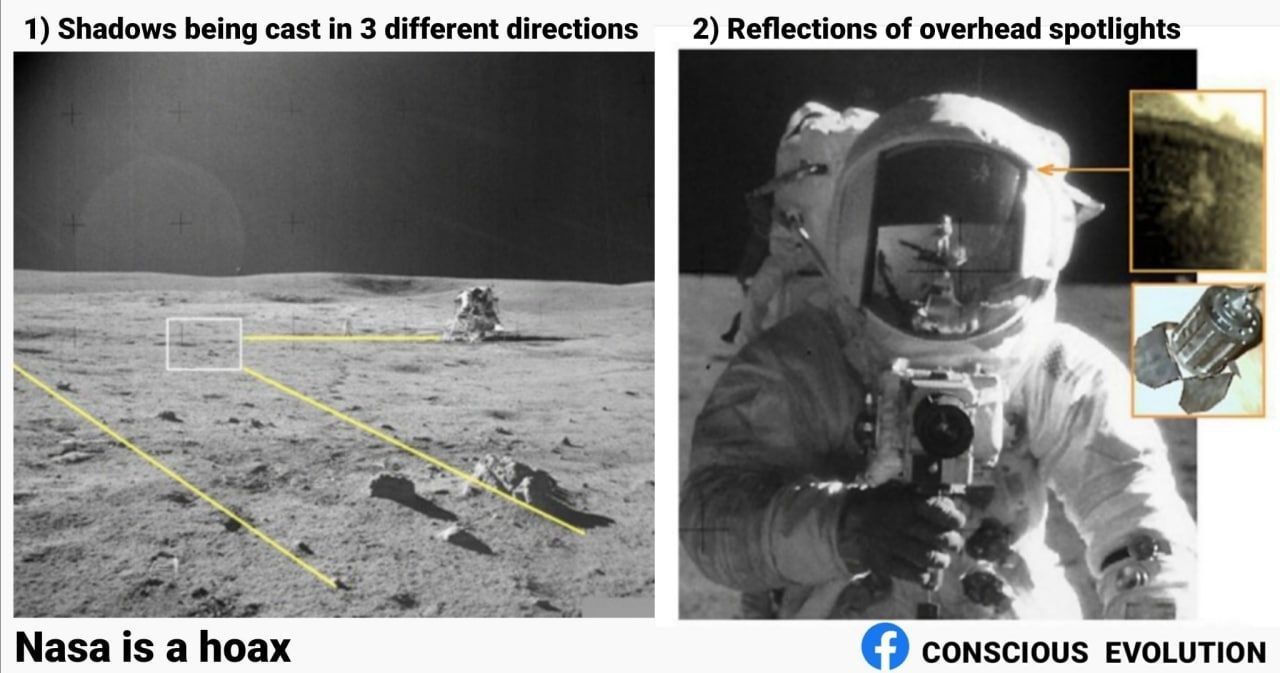 1) Shadows being cast in 3 different directions
2) Reflections of overhead spotlights
Nasa is a hoax
CONSCIOUS EVOLUTION